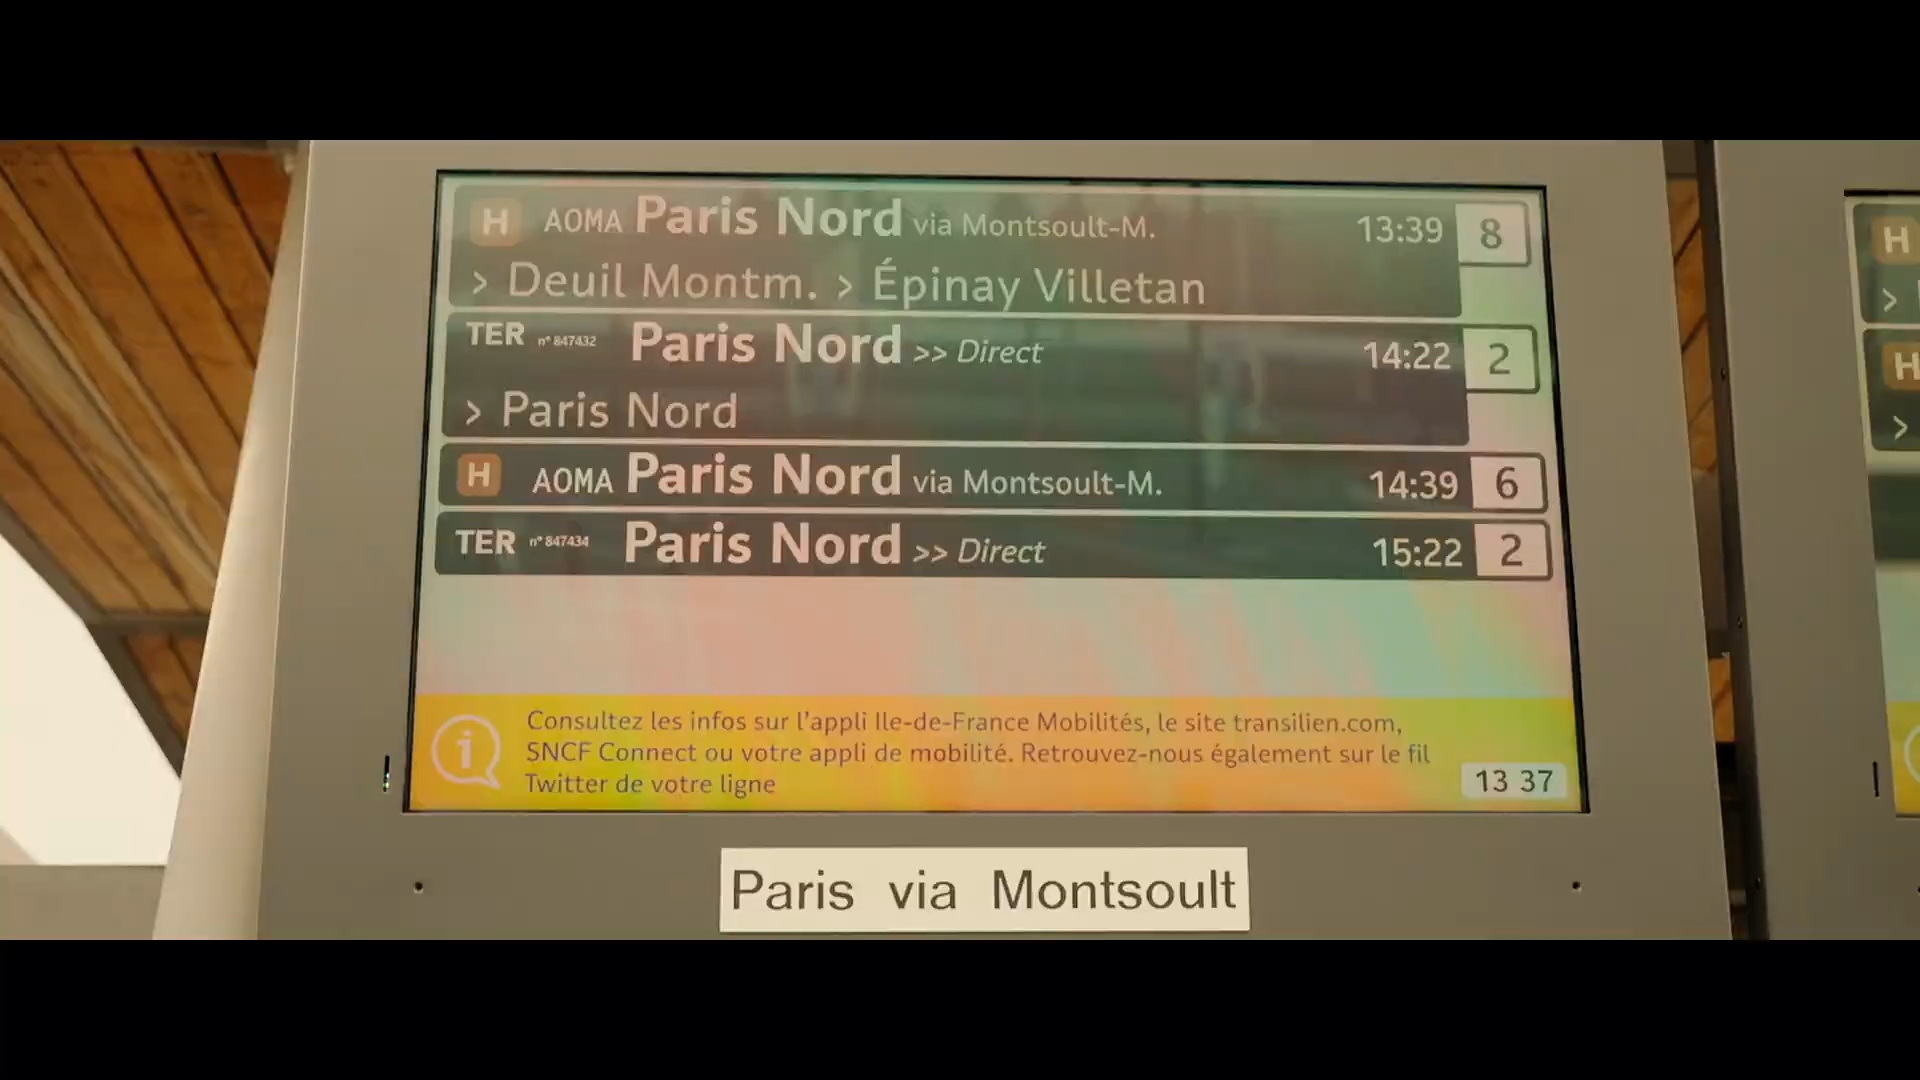 H AOMA Paris Nord via Montsoult-M. 13:39 8
> Deuil Montm. > Épinay Villetan
TER n° 847432 Paris Nord >> Direct 14:22 2
> Paris Nord
H AOMA Paris Nord via Montsoult-M. 14:39 6
TER n° 847434 Paris Nord >> Direct 15:22 2
i Consultez les infos sur l'appli Ile-de-France Mobilités, le site transilien.com,
SNCF Connect ou votre appli de mobilité. Retrouvez-nous également sur le fil
Twitter de votre ligne
13 37
Paris via Montsoult
H
>
H
>